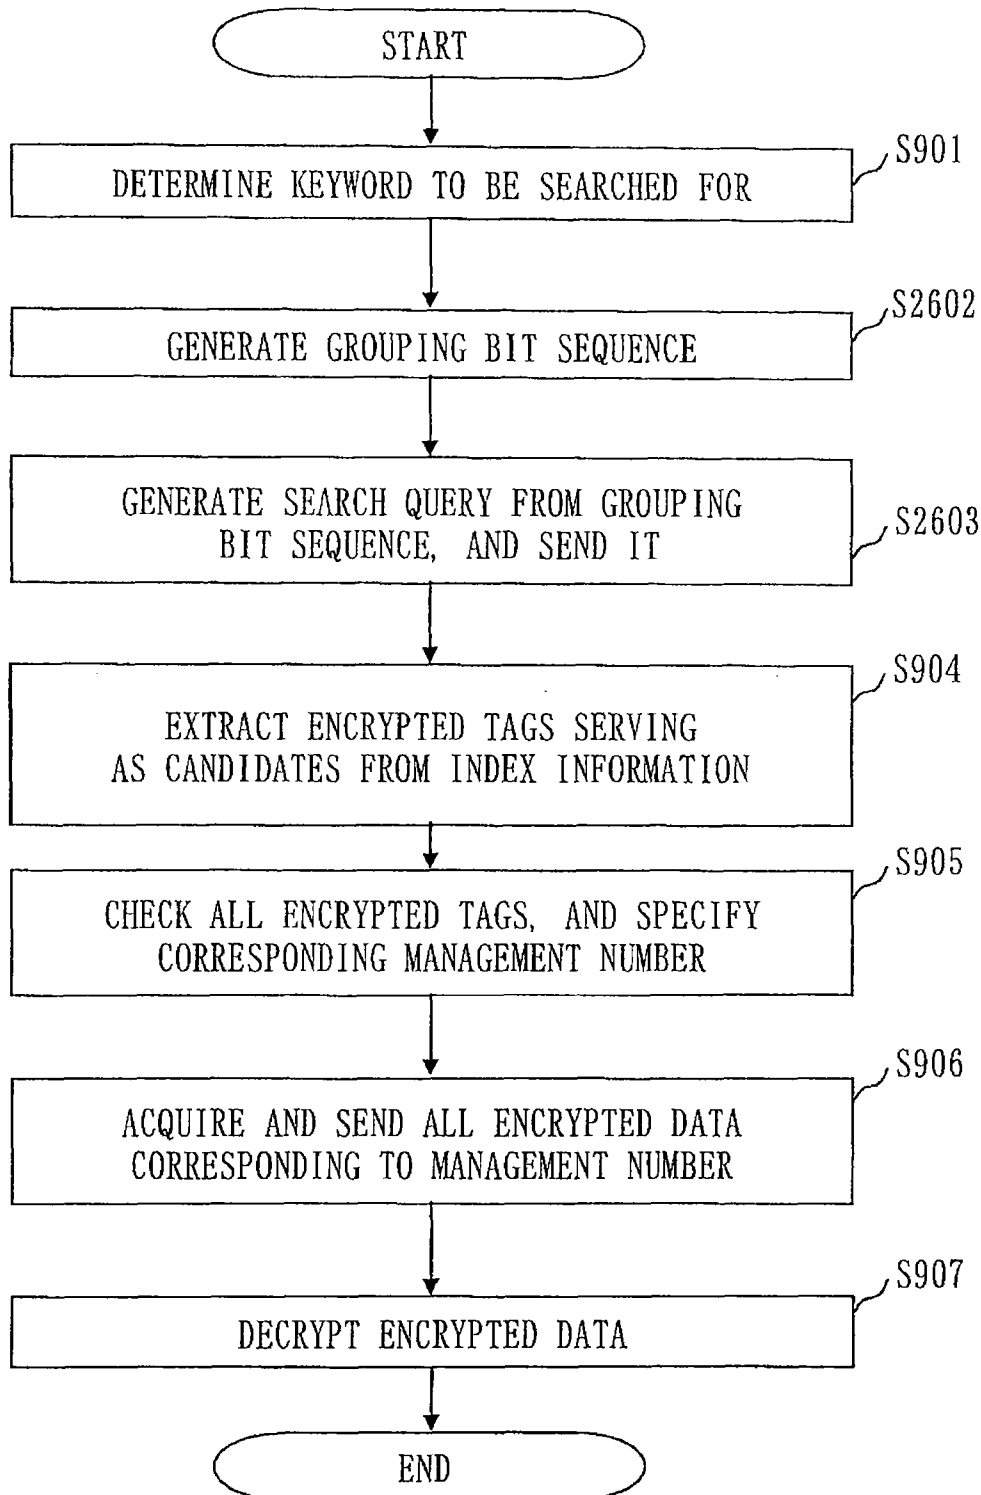 START
S901
DETERMINE KEYWORD TO BE SEARCHED FOR
S2602
GENERATE GROUPING BIT SEQUENCE
GENERATE SEARCH QUERY FROM GROUPING
BIT SEQUENCE, AND SEND IT
S2603
S904
EXTRACT ENCRYPTED TAGS SERVING
AS CANDIDATES FROM INDEX INFORMATION
S905
CHECK ALL ENCRYPTED TAGS, AND SPECIFY
CORRESPONDING MANAGEMENT NUMBER
S906
ACQUIRE AND SEND ALL ENCRYPTED DATA
CORRESPONDING TO MANAGEMENT NUMBER
S907
DECRYPT ENCRYPTED DATA
END